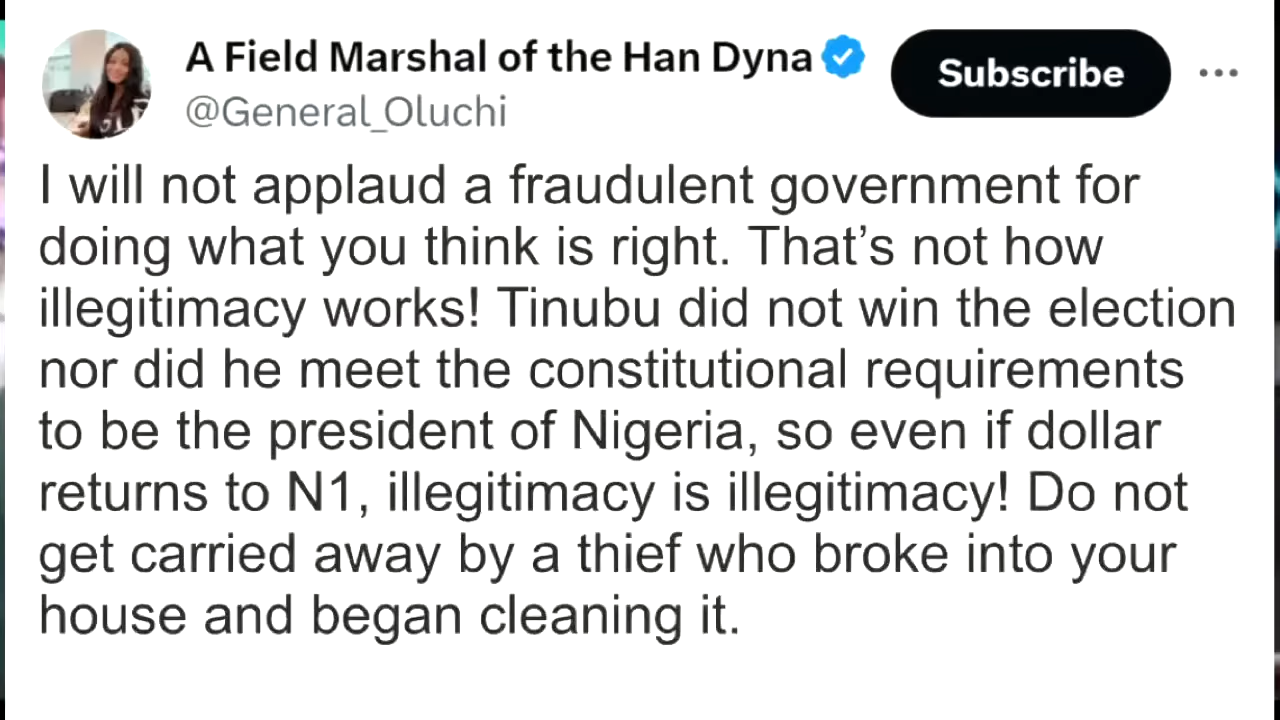 A Field Marshal of the Han Dyna
Subscribe
@General_Oluchi
I will not applaud a fraudulent government for
doing what you think is right. That’s not how
illegitimacy works! Tinubu did not win the election
nor did he meet the constitutional requirements
to be the president of Nigeria, so even if dollar
returns to N1, illegitimacy is illegitimacy! Do not
get carried away by a thief who broke into your
house and began cleaning it.